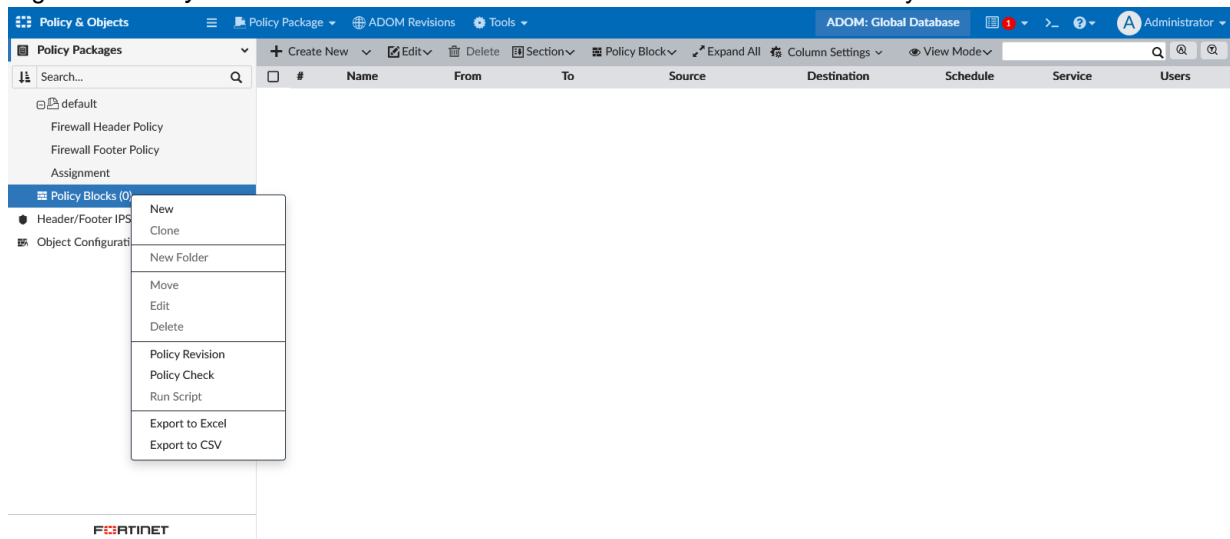 Policy & Objects Policy Package ADOM Revisions Tools ADOM: Global Database 1 >_ ? A Administrator
Policy Packages + Create New Edit Delete Section Policy Block Expand All Column Settings View Mode
Search... # Name From To Source Destination Schedule Service Users
default
Firewall Header Policy
Firewall Footer Policy
Assignment
Policy Blocks (0)
New
Header/Footer IPS
Clone
Object Configurati
New Folder
Move
Edit
Delete
Policy Revision
Policy Check
Run Script
Export to Excel
Export to CSV
FORTINET